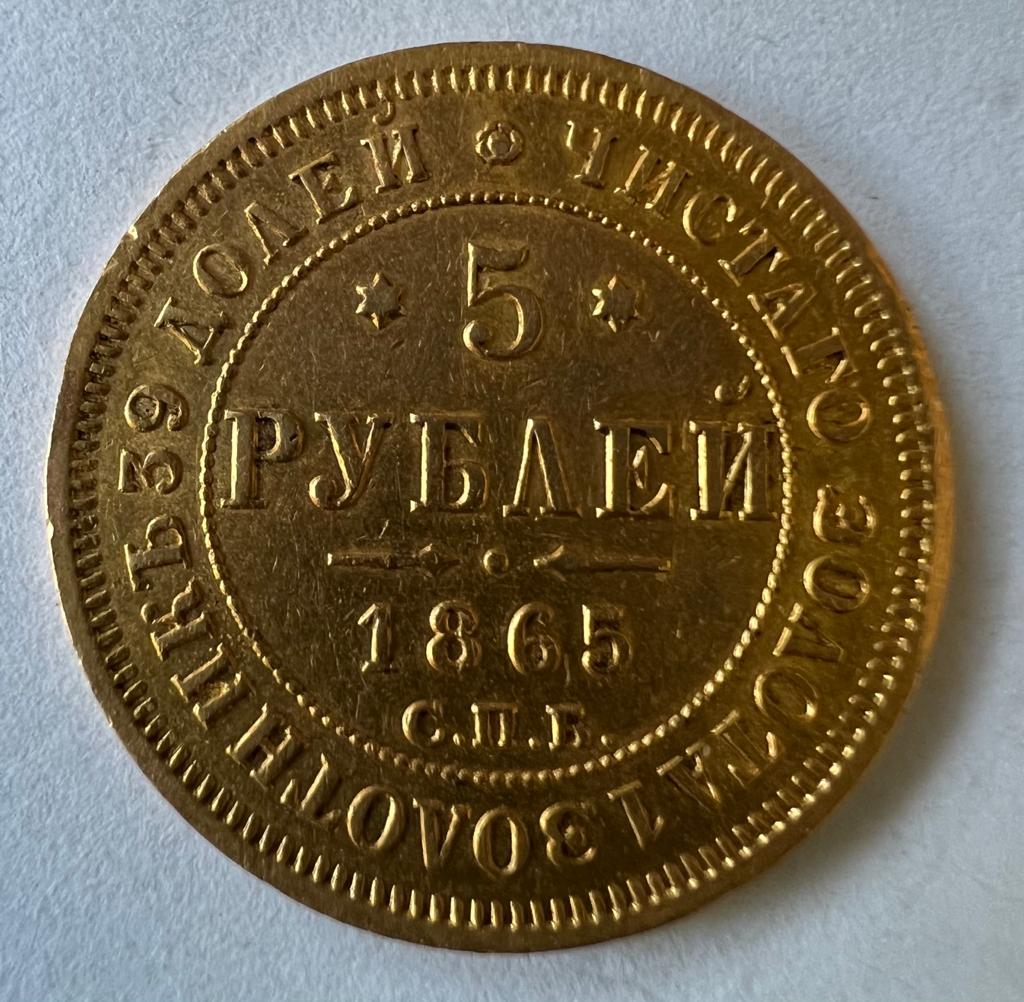 ЧИСТАГО ЗОЛОТА 1 ЗОЛОТНИКЪ 39 ДОЛЕЙ
5
РУБЛЕЙ
1865
С.П.Б.